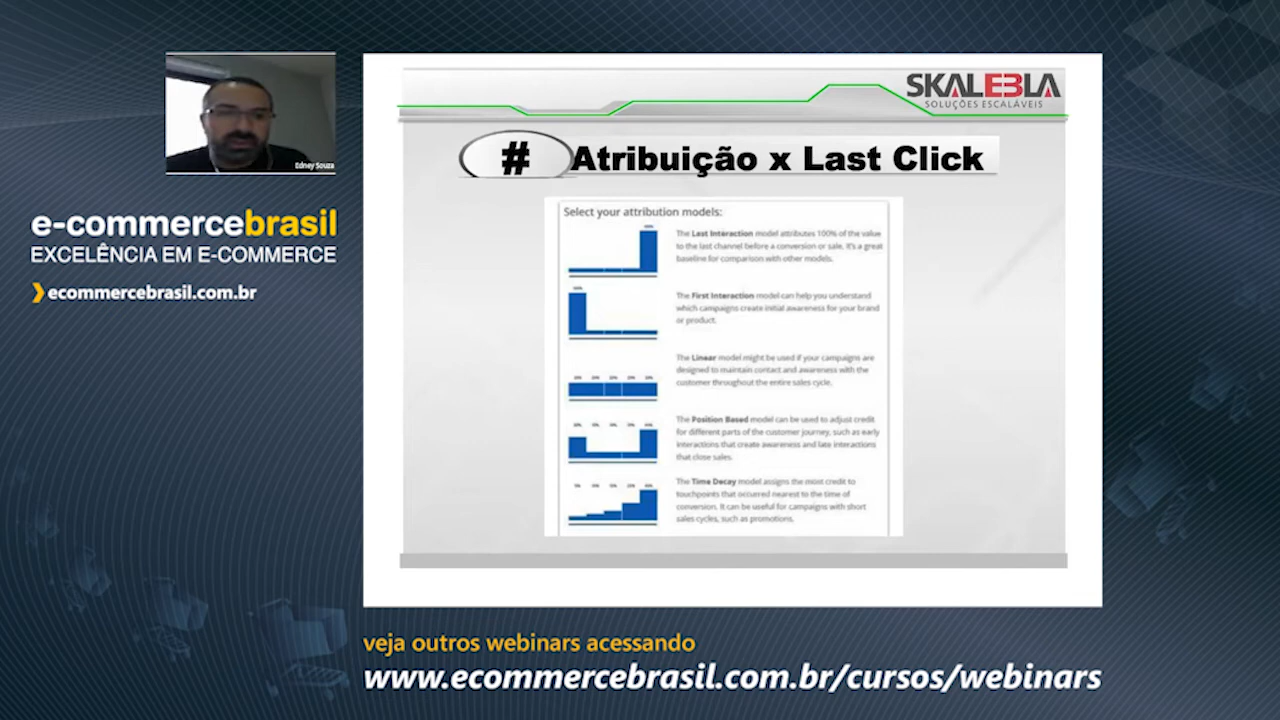 Edney Souza
e-commercebrasil
EXCELÊNCIA EM E-COMMERCE
ecommercebrasil.com.br
SKALEBLA
SOLUÇÕES ESCALÁVEIS
# Atribuição x Last Click
Select your attribution models:
The Last Interaction model attributes 100% of the value
to the last channel before a conversion or sale. It's a great
baseline for comparison with other models.
The First Interaction model can help you understand
which campaigns create initial awareness for your brand
or product.
The Linear model might be used if your campaigns are
designed to maintain contact and awareness with the
customer throughout the entire sales cycle.
The Position Based model can be used to adjust credit
for different parts of the customer journey, such as early
interactions that create awareness and late interactions
that close sales.
The Time Decay model assigns the most credit to
touchpoints that occurred nearest to the time of
conversion. It can be useful for campaigns with short
sales cycles, such as promotions.
veja outros webinars acessando
www.ecommercebrasil.com.br/cursos/webinars